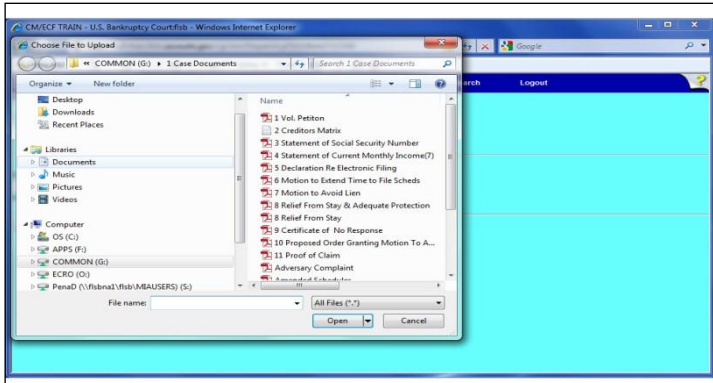 CM/ECF TRAIN - U.S. Bankruptcy Court:flsb - Windows Internet Explorer
Choose File to Upload
Google
« COMMON (G:) ▸ 1 Case Documents
Search 1 Case Documents
Organize ▾ New folder
arch Logout
Desktop
Downloads
Recent Places
Libraries
Documents
Music
Pictures
Videos
Computer
OS (C:)
APPS (F:)
COMMON (G:)
ECRO (O:)
PenaD (\\flsbna1\flsb\MIAUSERS) (S:)
Name
1 Vol. Petiton
2 Creditors Matrix
3 Statement of Social Security Number
4 Statement of Current Monthly Income(7)
5 Declaration Re Electronic Filing
6 Motion to Extend Time to File Scheds
7 Motion to Avoid Lien
8 Relief From Stay & Adequate Protection
8 Relief From Stay
9 Certificate of No Response
10 Proposed Order Granting Motion To A...
11 Proof of Claim
Adversary Complaint
Amended Schedules
File name:
All Files (*.*)
Open
Cancel